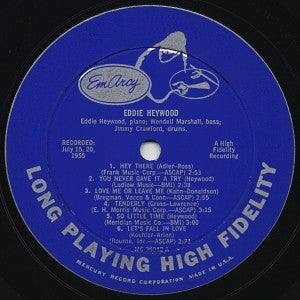 EmArcy
EDDIE HEYWOOD
Eddie Heywood, piano; Wendell Marshall, bass;
Jimmy Crawford, drums.
RECORDED:
July 15, 20,
1955
A High
Fidelity
Recording
1. HEY THERE (Adler-Ross)
(Frank Music Corp.—ASCAP) 2:35
2. YOU NEVER GAVE IT A TRY (Heywood)
(Ludlow Music—BMI) 2:38
3. LOVE ME OR LEAVE ME (Kahn-Donaldson)
(Bregman, Vocco & Conn—ASCAP) 2:35
4. TENDERLY (Gross-Lawrence)
(E. H. Morris Music Corp.—ASCAP) 3:15
5. SO LITTLE TIME (Heywood)
(Meridian Music Co.—BMI) 3:01
6. LET'S FALL IN LOVE
(Koehler-Arlen)
(Bourne, Inc.—ASCAP) 2:21
LONG PLAYING HIGH FIDELITY
MERCURY RECORD CORPORATION MADE IN U.S.A.